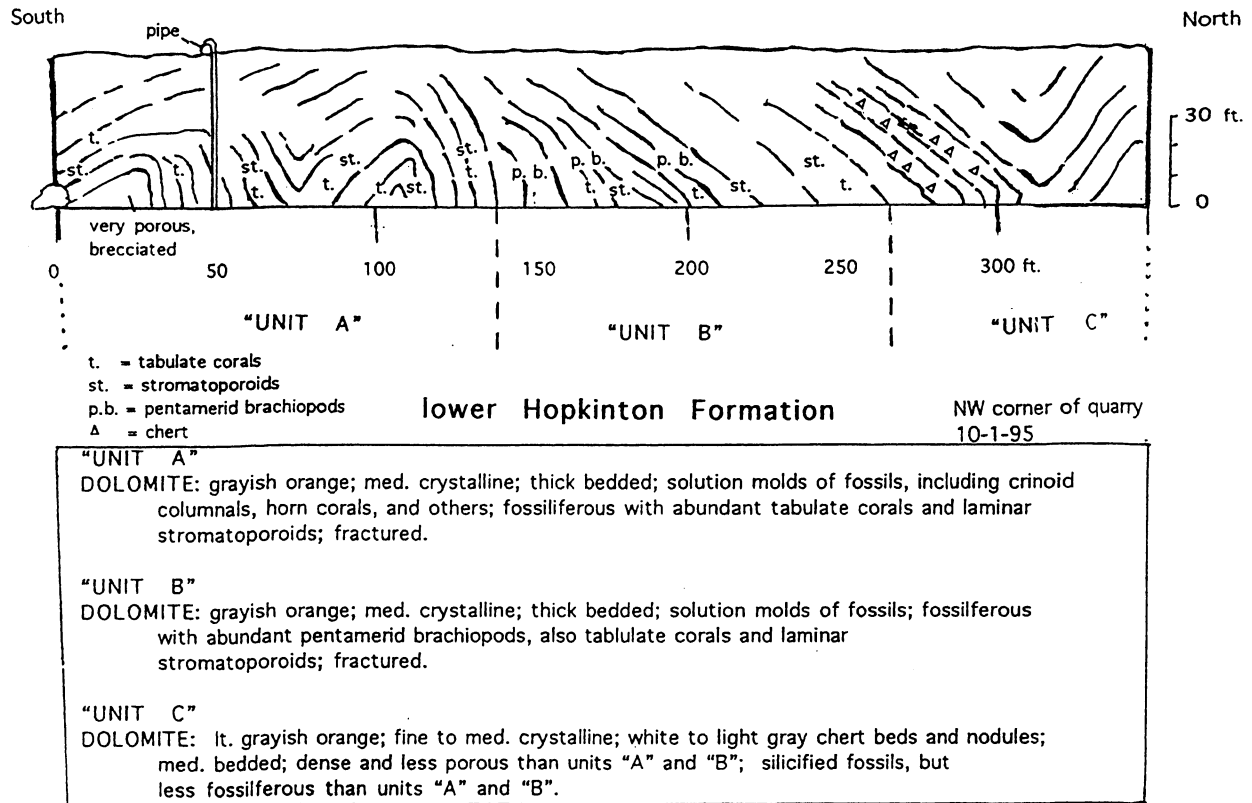 South
North
pipe
30 ft.
0
t.
st.
t.
st.
t.
st.
t.
t.
st.
st.
t.
p. b.
p. b.
t.
st.
p. b.
t.
st.
st.
t.
very porous,
brecciated
0 50 100 150 200 250 300 ft.
"UNIT A" "UNIT B" "UNIT C"
t. = tabulate corals
st. = stromatoporoids
p.b. = pentamerid brachiopods
Δ = chert
lower Hopkinton Formation
NW corner of quarry
10-1-95
"UNIT A"
DOLOMITE: grayish orange; med. crystalline; thick bedded; solution molds of fossils, including crinoid
columnals, horn corals, and others; fossiliferous with abundant tabulate corals and laminar
stromatoporoids; fractured.
"UNIT B"
DOLOMITE: grayish orange; med. crystalline; thick bedded; solution molds of fossils; fossilferous
with abundant pentamerid brachiopods, also tablulate corals and laminar
stromatoporoids; fractured.
"UNIT C"
DOLOMITE: lt. grayish orange; fine to med. crystalline; white to light gray chert beds and nodules;
med. bedded; dense and less porous than units "A" and "B"; silicified fossils, but
less fossilferous than units "A" and "B".